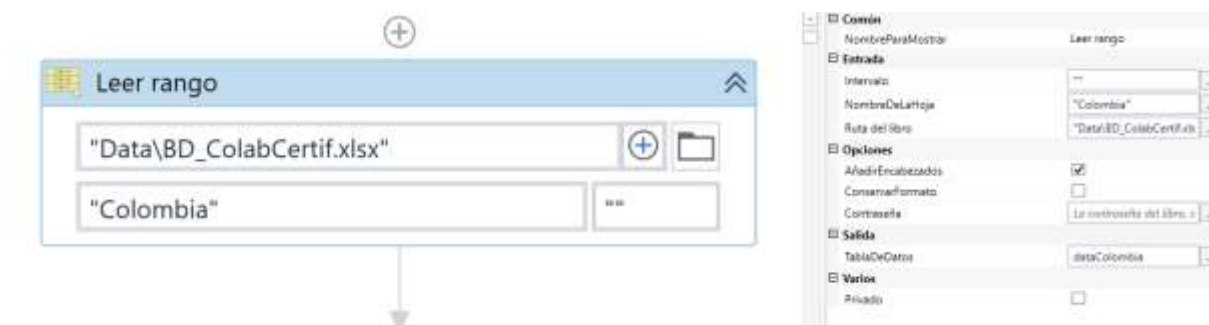 Leer rango
"Data\BD_ColabCertif.xlsx"
"Colombia"
""
Común
NombreParaMostrar
Leer rango
Entrada
Intervalo
""
NombreDeLaHoja
"Colombia"
Ruta del libro
"Data\BD_ColabCertif.xls
Opciones
AñadirEncabezados
ConservarFormato
Contraseña
La contraseña del libro, s
Salida
TablaDeDatos
dataColombia
Varios
Privado